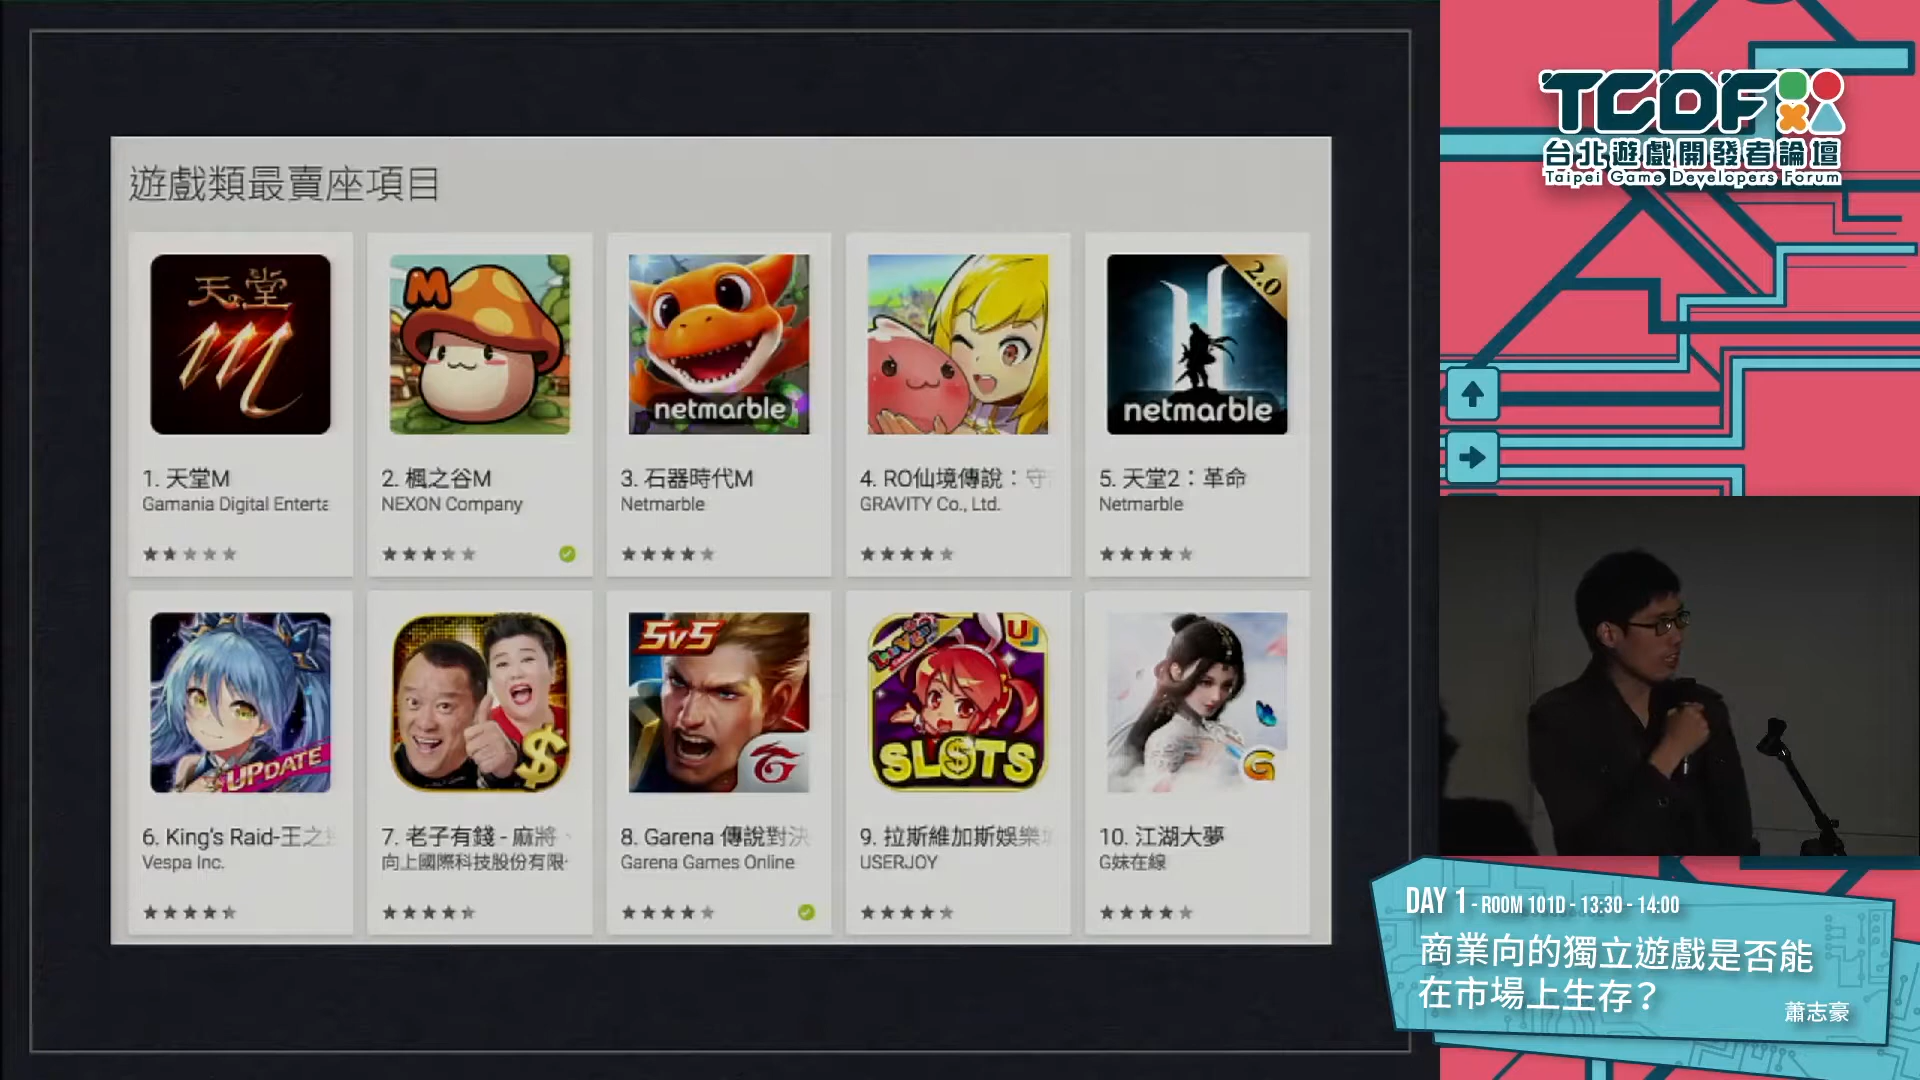 遊戲類最賣座項目
天堂
M
M
netmarble
2.0
netmarble
1. 天堂M
Gamania Digital Enterta
2. 楓之谷M
NEXON Company
3. 石器時代M
Netmarble
4. RO仙境傳說：守
GRAVITY Co., Ltd.
5. 天堂2：革命
Netmarble
UPDATE
$
5v5
UJ
SLOTS
G
6. King's Raid-王之
Vespa Inc.
7. 老子有錢 - 麻將、
向上國際科技股份有限
8. Garena 傳說對決
Garena Games Online
9. 拉斯維加斯娛樂城
USERJOY
10. 江湖大夢
G妹在線
TGDF
台北遊戲開發者論壇
Taipei Game Developers Forum
DAY 1 - ROOM 101D - 13:30 - 14:00
商業向的獨立遊戲是否能
在市場上生存？
蕭志豪